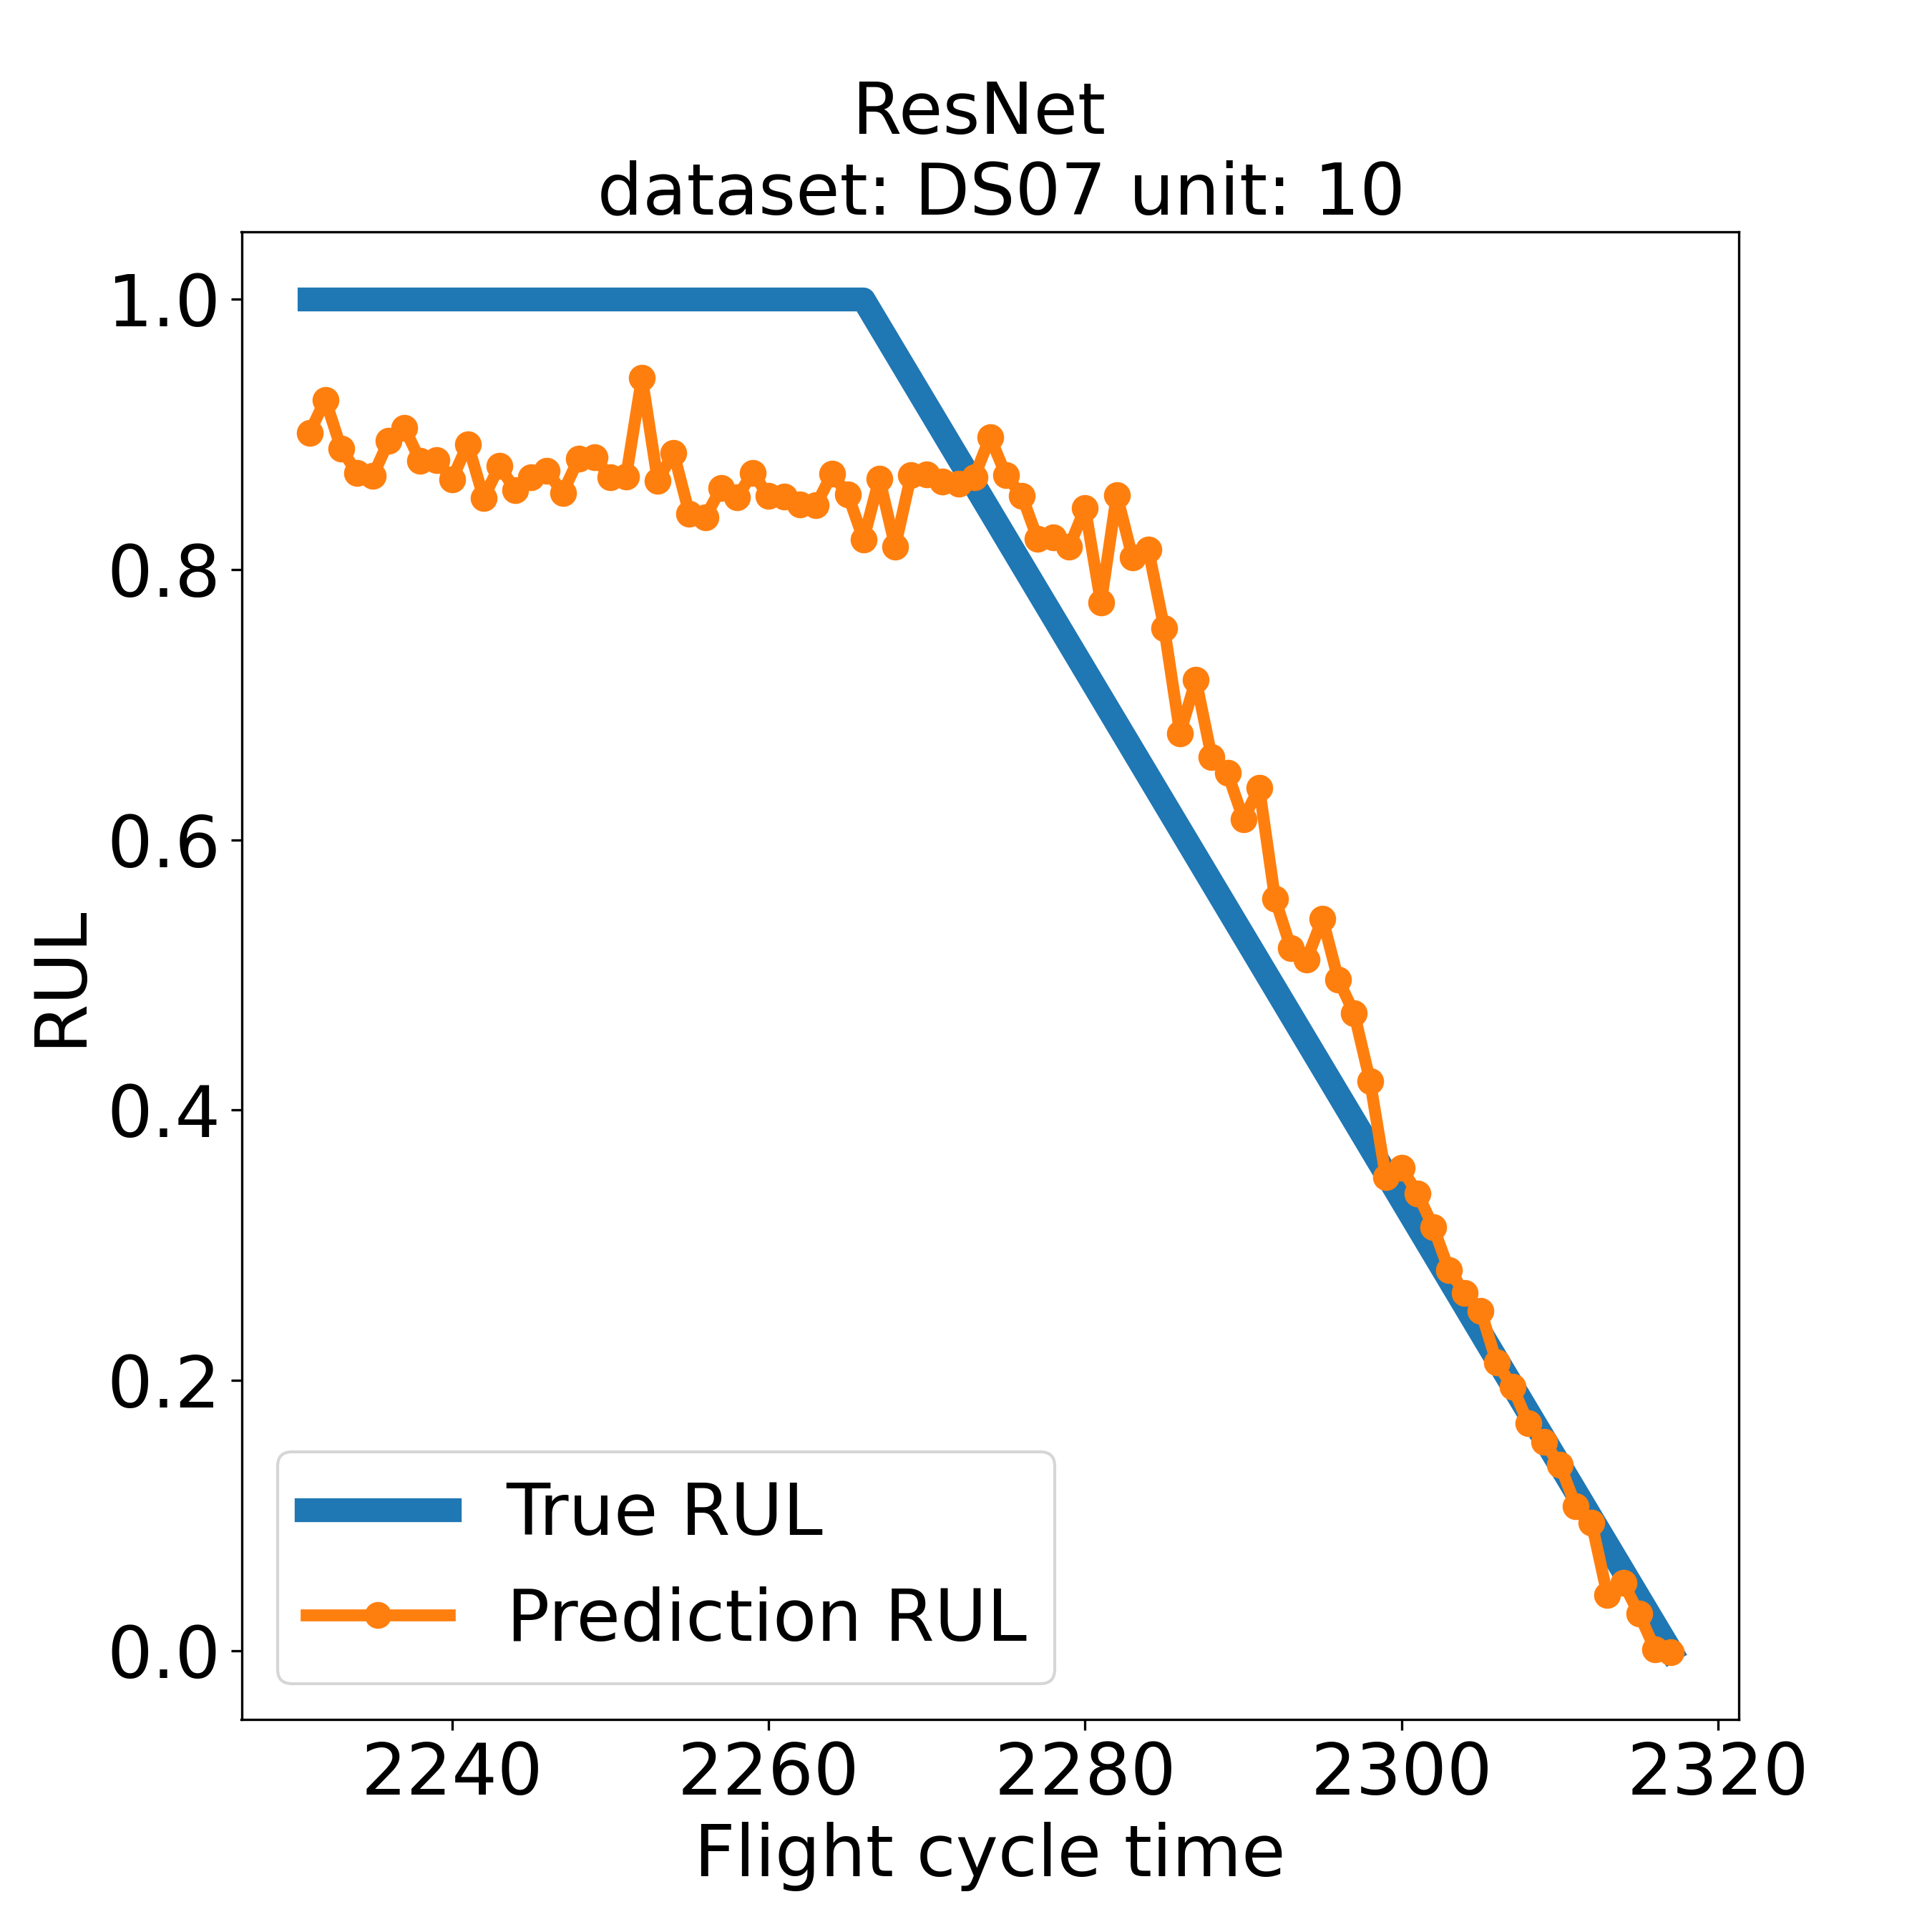 ResNet
dataset: DS07 unit: 10
1.0
0.8
0.6
0.4
0.2
0.0
RUL
True RUL
Prediction RUL
2240 2260 2280 2300 2320
Flight cycle time